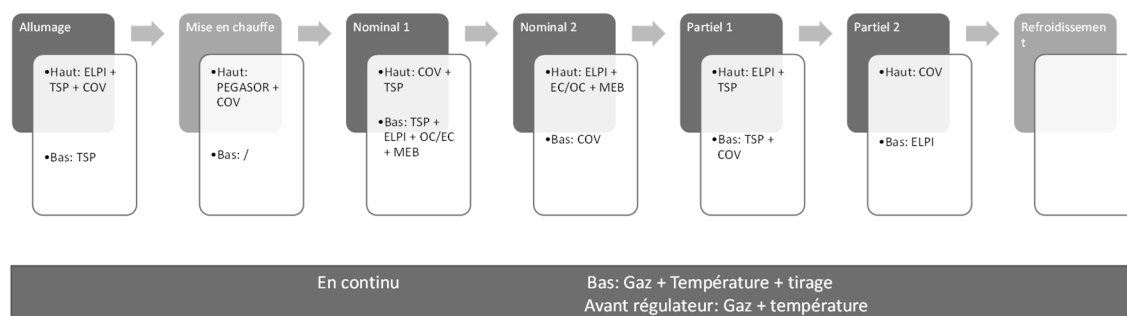 Allumage
•Haut: ELPI +
TSP + COV
•Bas: TSP
Mise en chauffe
•Haut:
PEGASOR +
COV
•Bas: /
Nominal 1
•Haut: COV +
TSP
•Bas: TSP +
ELPI + OC/EC
+ MEB
Nominal 2
•Haut: ELPI +
EC/OC + MEB
•Bas: COV
Partiel 1
•Haut: ELPI +
TSP
•Bas: TSP +
COV
Partiel 2
•Haut: COV
•Bas: ELPI
Refroidissemen
t
En continu
Bas: Gaz + Température + tirage
Avant régulateur: Gaz + température